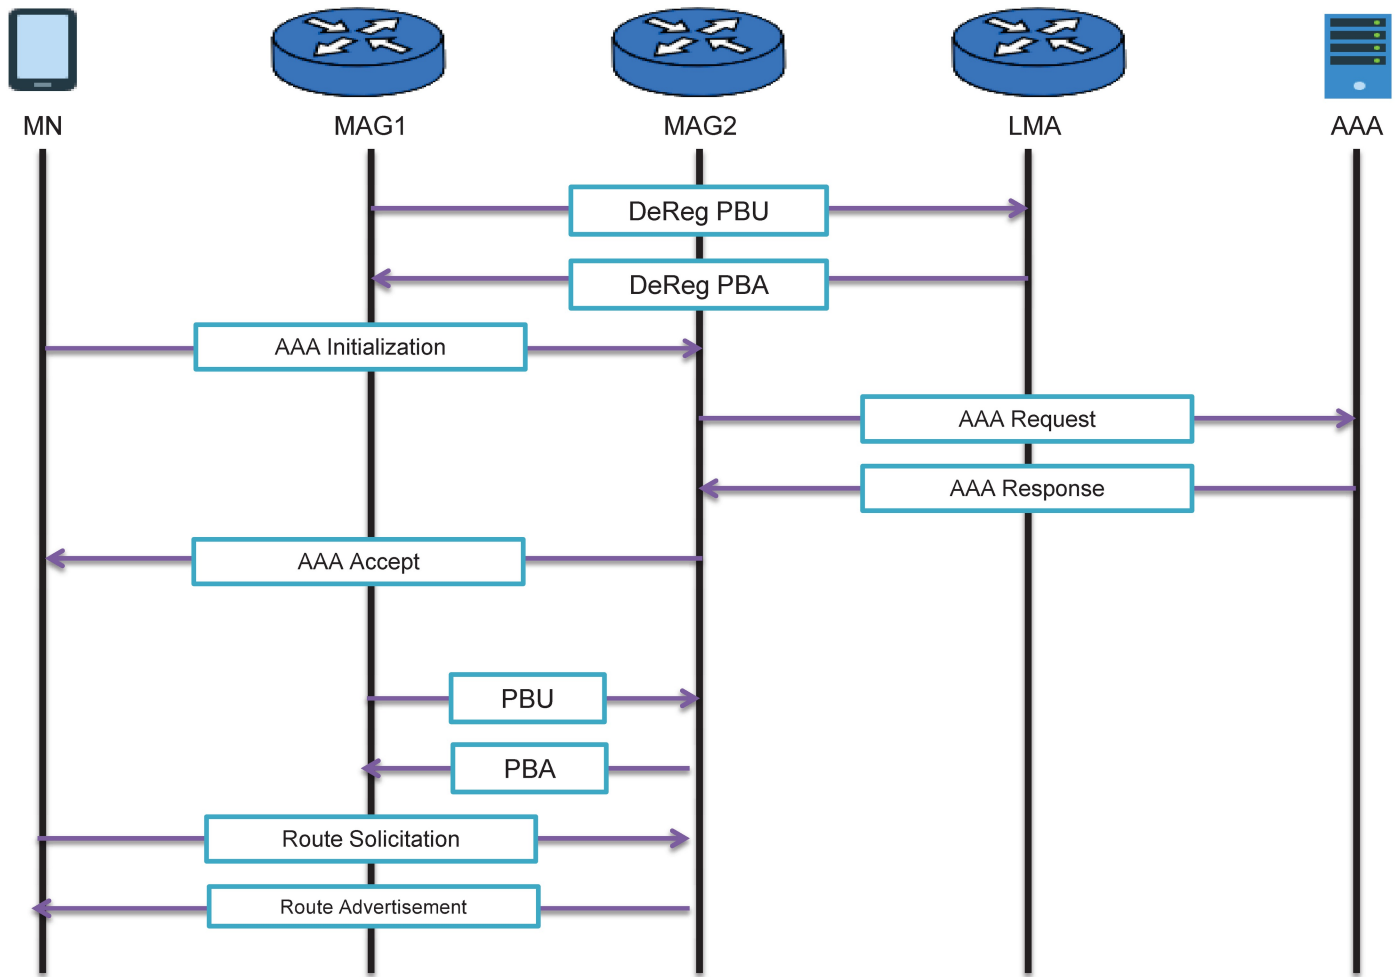 MN
MAG1
MAG2
LMA
AAA
DeReg PBU
DeReg PBA
AAA Initialization
AAA Request
AAA Response
AAA Accept
PBU
PBA
Route Solicitation
Route Advertisement